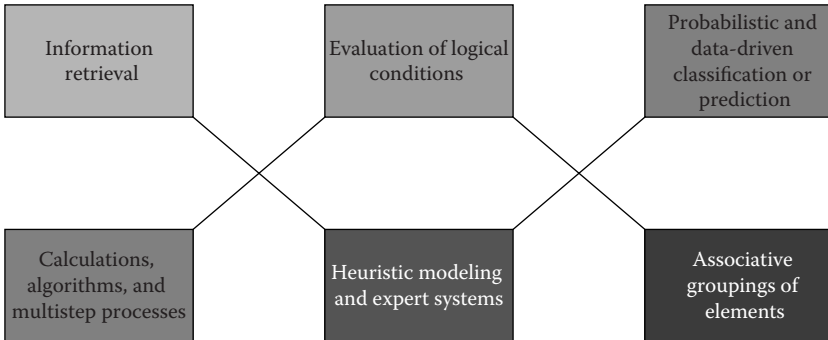 Information
retrieval
Evaluation of logical
conditions
Probabilistic and
data-driven
classification or
prediction
Calculations,
algorithms, and
multistep processes
Heuristic modeling
and expert systems
Associative
groupings of
elements